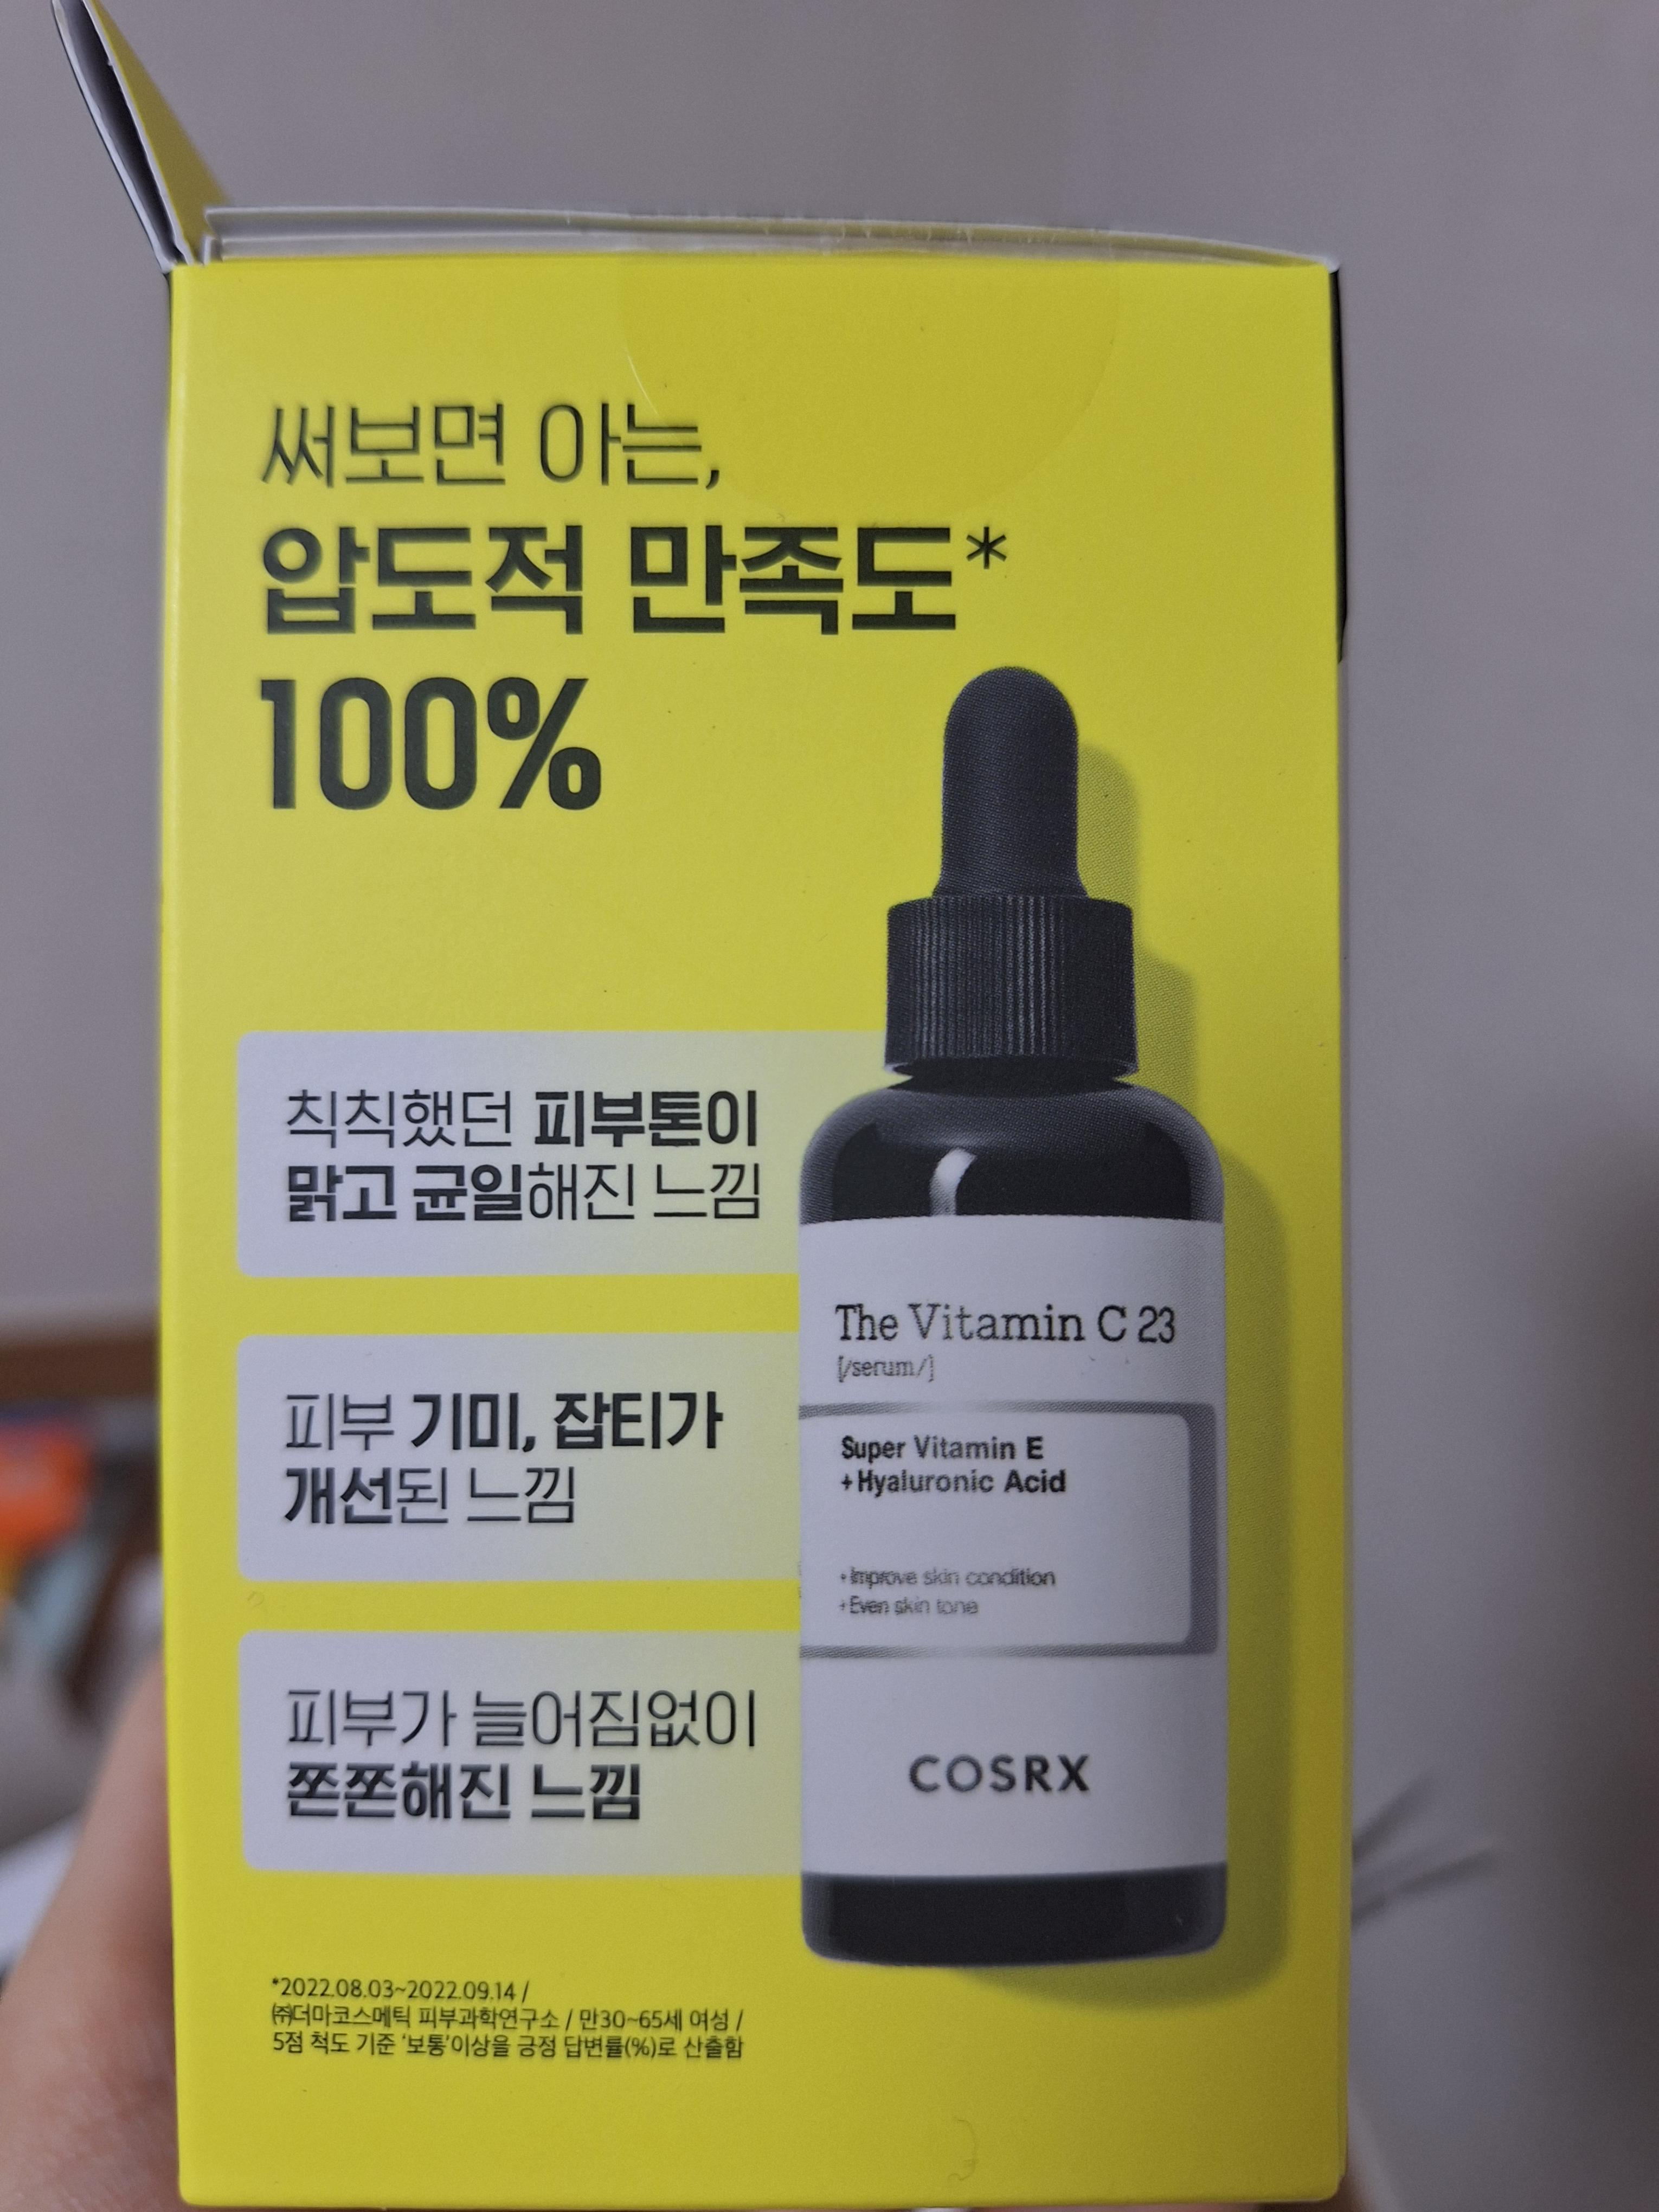 써보면 아는,
압도적 만족도*
100%
칙칙했던 피부톤이
맑고 균일해진 느낌
피부 기미, 잡티가
개선된 느낌
피부가 늘어짐없이
쫀쫀해진 느낌
The Vitamin C 23
[/serum/]
Super Vitamin E
+Hyaluronic Acid
+Improve skin condition
+Even skin tone
COSRX
*2022.08.03~2022.09.14 /
㈜더마코스메틱 피부과학연구소 / 만30~65세 여성 /
5점 척도 기준 '보통'이상을 긍정 답변률(%)로 산출함